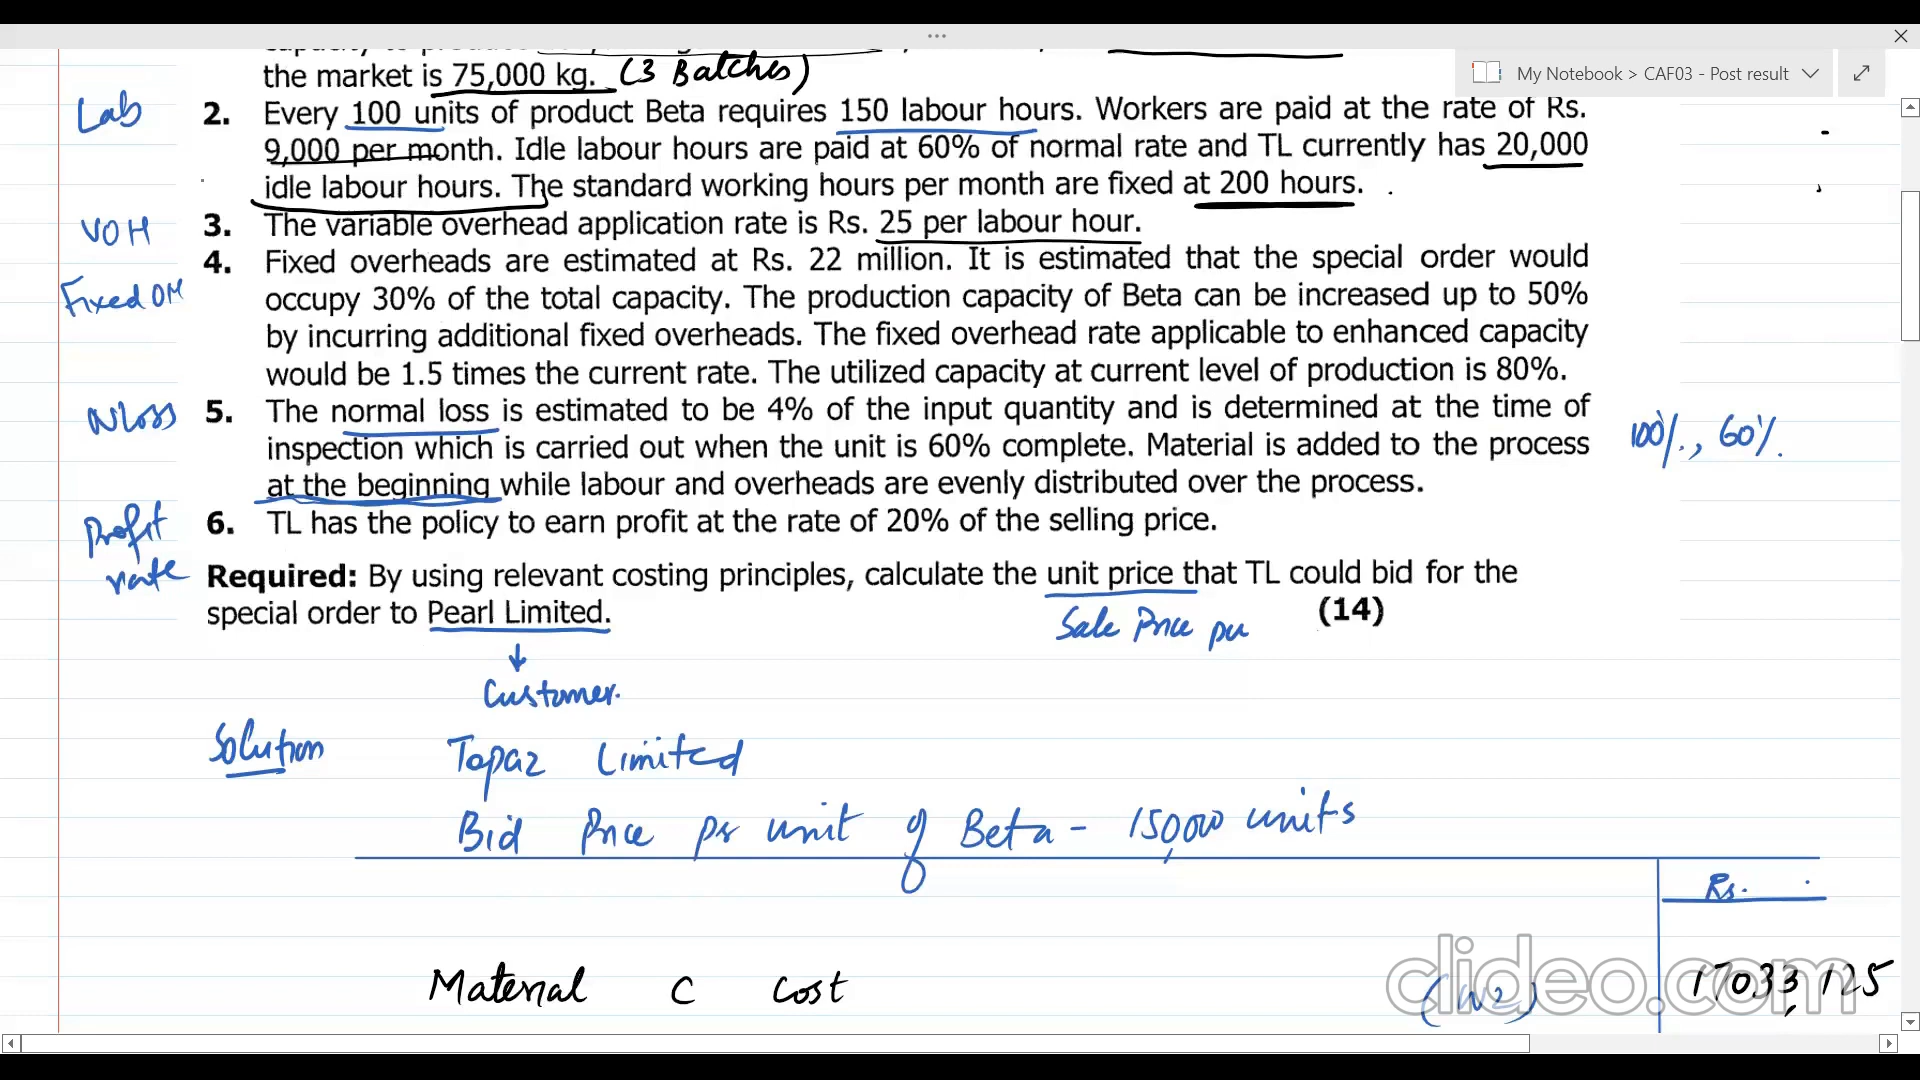 the market is 75,000 kg. (3 Batches)
My Notebook > CAF03 - Post result
Lab
2. Every 100 units of product Beta requires 150 labour hours. Workers are paid at the rate of Rs.
9,000 per month. Idle labour hours are paid at 60% of normal rate and TL currently has 20,000
idle labour hours. The standard working hours per month are fixed at 200 hours.
VOH
3. The variable overhead application rate is Rs. 25 per labour hour.
Fixed OH
4. Fixed overheads are estimated at Rs. 22 million. It is estimated that the special order would
occupy 30% of the total capacity. The production capacity of Beta can be increased up to 50%
by incurring additional fixed overheads. The fixed overhead rate applicable to enhanced capacity
would be 1.5 times the current rate. The utilized capacity at current level of production is 80%.
N Loss
5. The normal loss is estimated to be 4% of the input quantity and is determined at the time of
inspection which is carried out when the unit is 60% complete. Material is added to the process
at the beginning while labour and overheads are evenly distributed over the process.
100%, 60%.
Profit rate
6. TL has the policy to earn profit at the rate of 20% of the selling price.
Required: By using relevant costing principles, calculate the unit price that TL could bid for the
special order to Pearl Limited. (14)
Sale Price pu
Customer.
Solution
Topaz Limited
Bid Price per unit of Beta - 15,000 units
Rs.
Material C Cost (W2) 17033,125
clideo.com